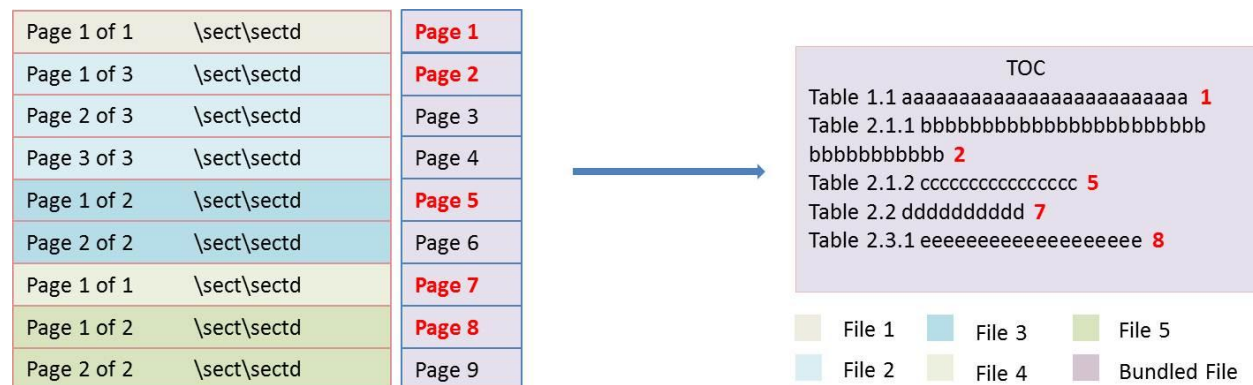 Page 1 of 1 \sect\sectd Page 1
Page 1 of 3 \sect\sectd Page 2
Page 2 of 3 \sect\sectd Page 3
Page 3 of 3 \sect\sectd Page 4
Page 1 of 2 \sect\sectd Page 5
Page 2 of 2 \sect\sectd Page 6
Page 1 of 1 \sect\sectd Page 7
Page 1 of 2 \sect\sectd Page 8
Page 2 of 2 \sect\sectd Page 9
TOC
Table 1.1 aaaaaaaaaaaaaaaaaaaaaaaaa 1
Table 2.1.1 bbbbbbbbbbbbbbbbbbbbbbb
bbbbbbbbbbb 2
Table 2.1.2 cccccccccccccccc 5
Table 2.2 dddddddddd 7
Table 2.3.1 eeeeeeeeeeeeeeeeeee 8
File 1 File 3 File 5
File 2 File 4 Bundled File